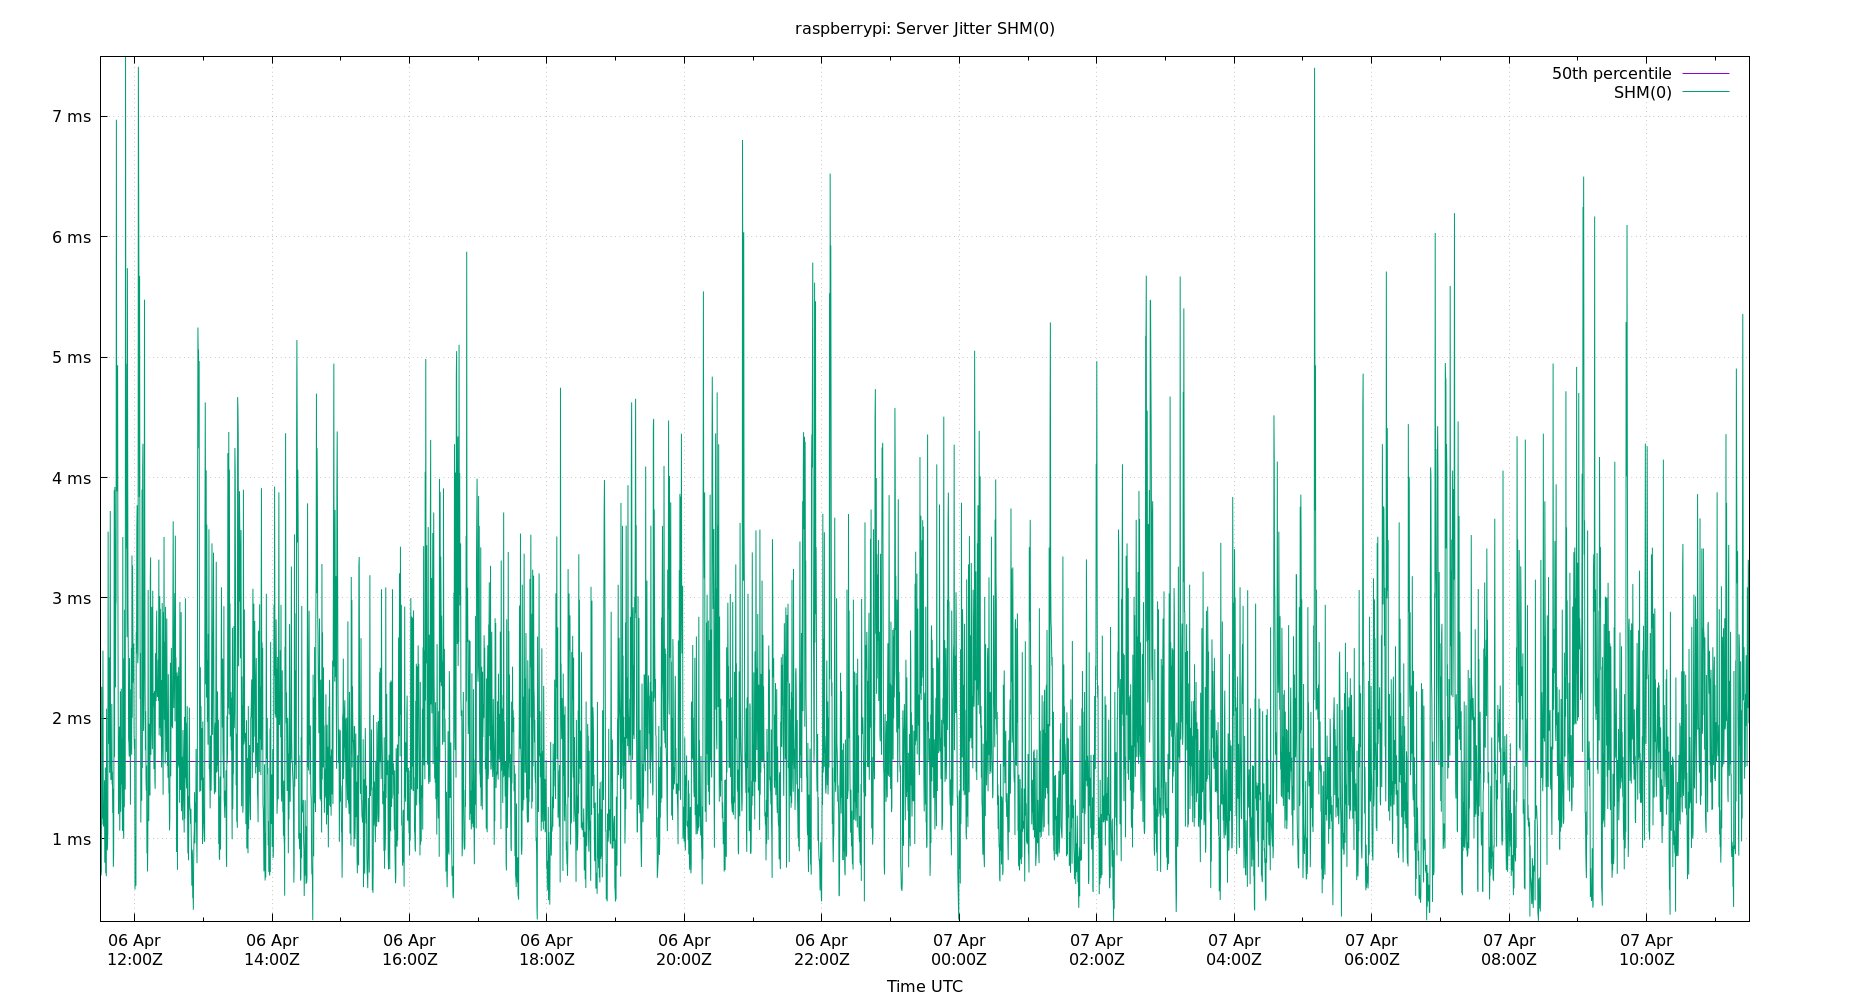 raspberrypi: Server Jitter SHM(0)
50th percentile
SHM(0)
7 ms
6 ms
5 ms
4 ms
3 ms
2 ms
1 ms
06 Apr 06 Apr 06 Apr 06 Apr 06 Apr 06 Apr 07 Apr 07 Apr 07 Apr 07 Apr 07 Apr 07 Apr
12:00Z 14:00Z 16:00Z 18:00Z 20:00Z 22:00Z 00:00Z 02:00Z 04:00Z 06:00Z 08:00Z 10:00Z
Time UTC